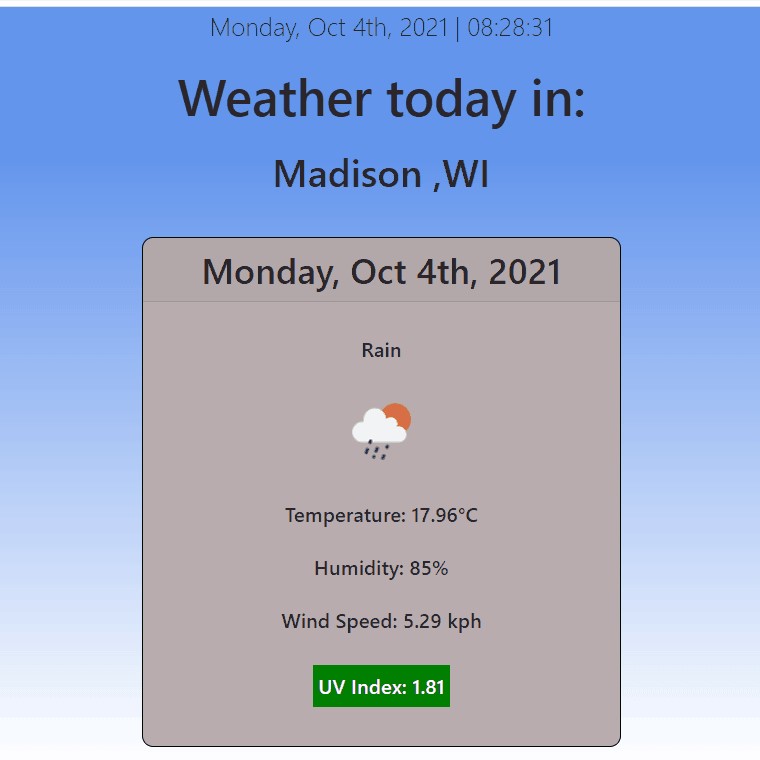 Monday, Oct 4th, 2021 | 08:28:31
Weather today in:
Madison ,WI
Monday, Oct 4th, 2021
Rain
Temperature: 17.96°C
Humidity: 85%
Wind Speed: 5.29 kph
UV Index: 1.81